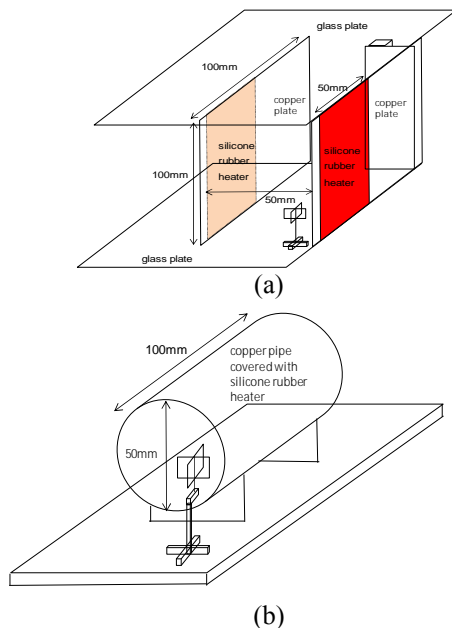 glass plate
100mm
50mm
copper
plate
copper
plate
silicone
rubber
heater
silicone
rubber
heater
100mm
50mm
glass plate
(a)
100mm
copper pipe
covered with
silicone rubber
heater
50mm
(b)